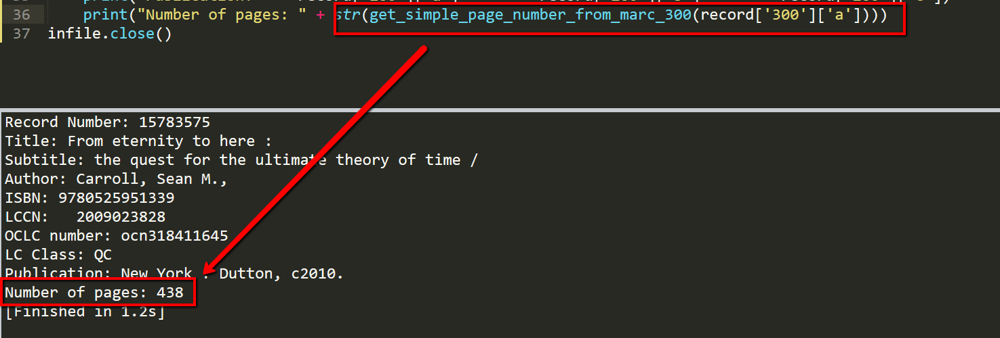 36 print("Number of pages: " + str(get_simple_page_number_from_marc_300(record['300']['a'])))
37 infile.close()
Record Number: 15783575
Title: From eternity to here :
Subtitle: the quest for the ultimate theory of time /
Author: Carroll, Sean M.,
ISBN: 9780525951339
LCCN:   2009023828
OCLC number: ocn318411645
LC Class: QC
Publication: New York : Dutton, c2010.
Number of pages: 438
[Finished in 1.2s]